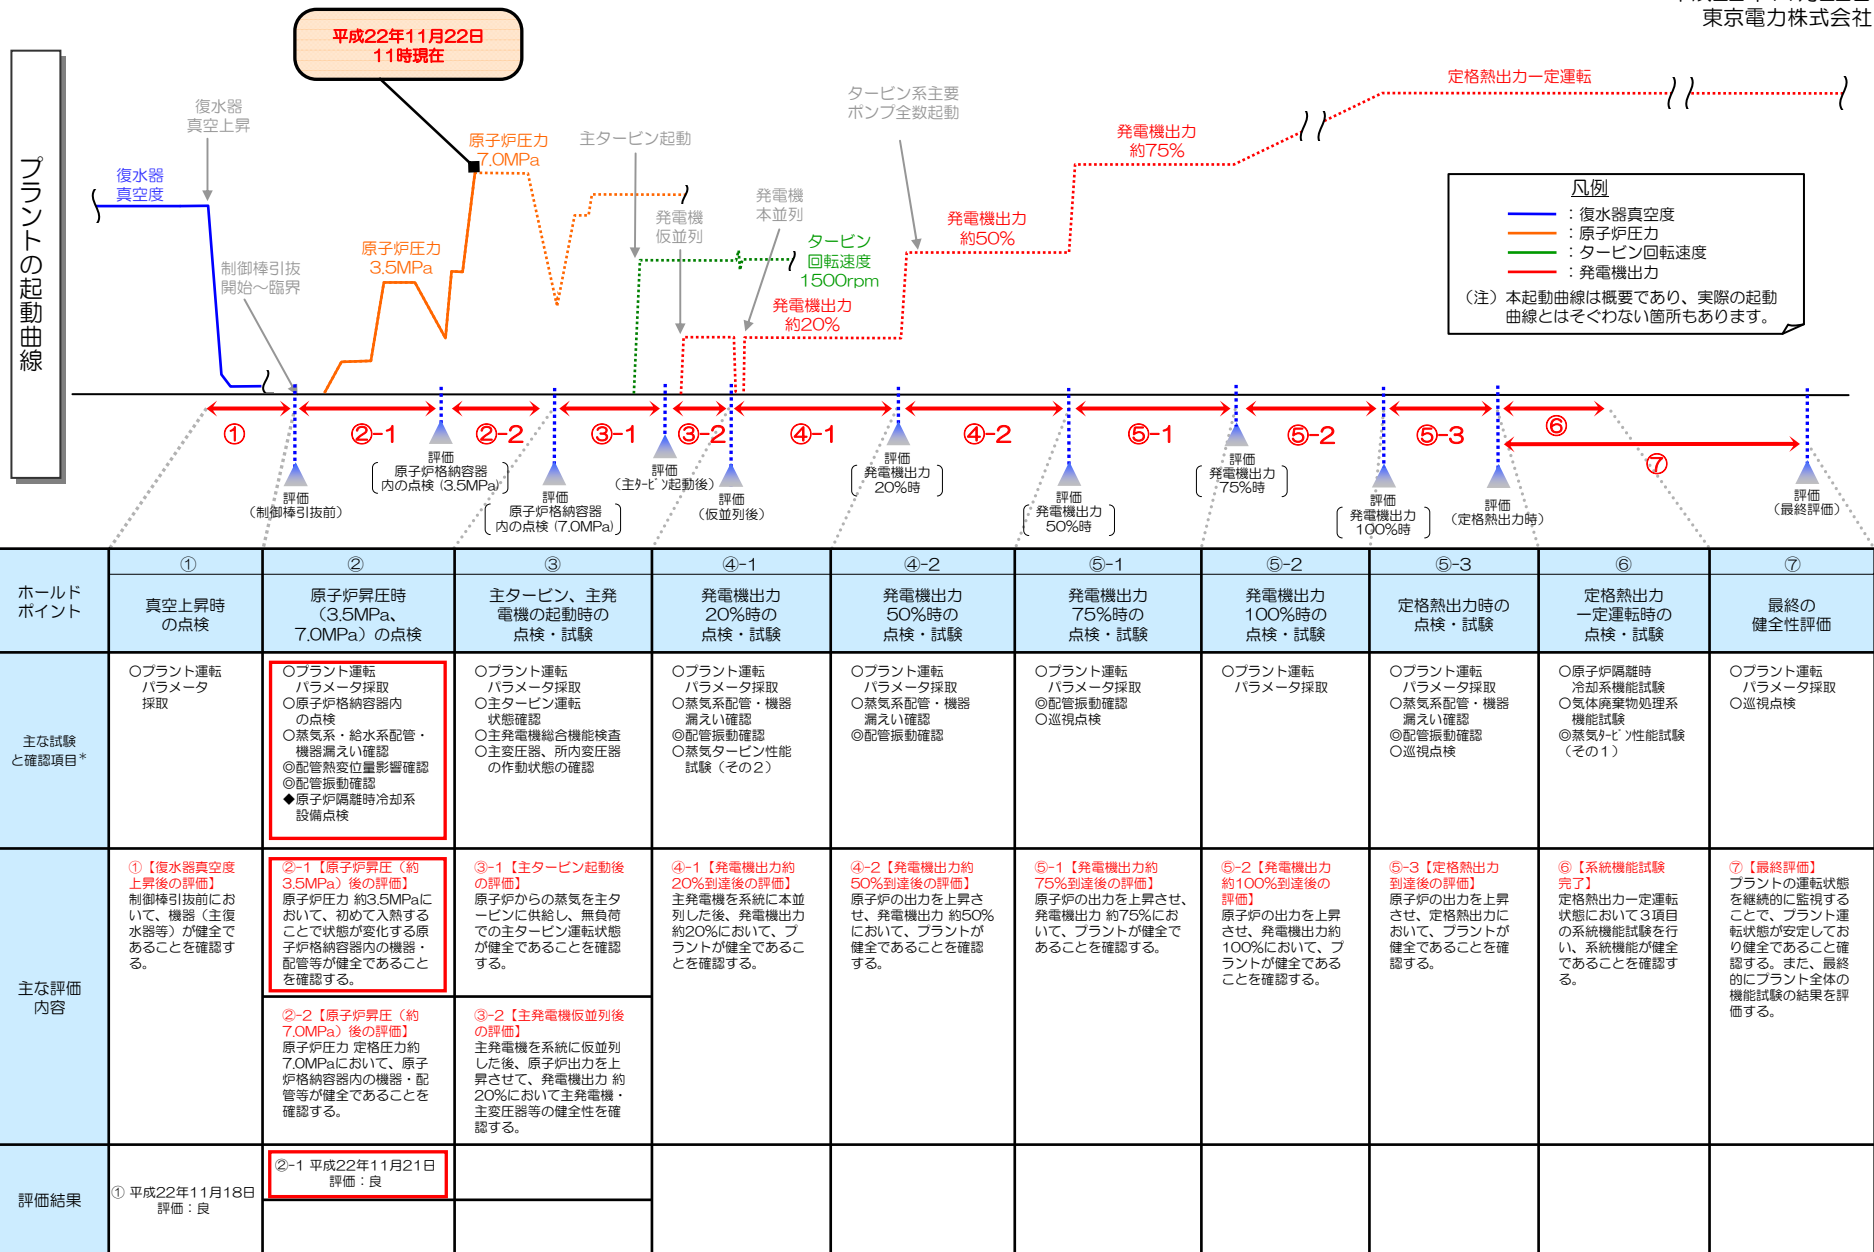 東京電力株式会社
平成22年11月22日
11時現在
プラントの起動曲線
復水器
真空度
復水器
真空上昇
制御棒引抜
開始～臨界
原子炉圧力
3.5MPa
原子炉圧力
7.0MPa
主タービン起動
発電機
仮並列
発電機
本並列
タービン
回転速度
1500rpm
発電機出力
約20%
タービン系主要
ポンプ全数起動
発電機出力
約50%
発電機出力
約75%
定格熱出力一定運転
凡例
：復水器真空度
：原子炉圧力
：タービン回転速度
：発電機出力
（注）本起動曲線は概要であり、実際の起動
曲線とはそぐわない箇所もあります。
①
②-1
②-2
③-1
③-2
④-1
④-2
⑤-1
⑤-2
⑤-3
⑥
⑦
評価
（制御棒引抜前）
評価
原子炉格納容器
内の点検 (3.5MPa)
評価
原子炉格納容器
内の点検 (7.0MPa)
評価
（主タービン起動後）
評価
（仮並列後）
評価
発電機出力
20%時
評価
発電機出力
50%時
評価
発電機出力
75%時
評価
発電機出力
100%時
評価
（定格熱出力時）
評価
（最終評価）
ホールド
ポイント
①
真空上昇時
の点検
②
原子炉昇圧時
（3.5MPa、
7.0MPa）の点検
③
主タービン、主発
電機の起動時の
点検・試験
④-1
発電機出力
20%時の
点検・試験
④-2
発電機出力
50%時の
点検・試験
⑤-1
発電機出力
75%時の
点検・試験
⑤-2
発電機出力
100%時の
点検・試験
⑤-3
定格熱出力時の
点検・試験
⑥
定格熱出力
一定運転時の
点検・試験
⑦
最終の
健全性評価
主な試験
と確認項目*
○プラント運転
パラメータ
採取
○プラント運転
パラメータ採取
○原子炉格納容器内
の点検
○蒸気系・給水系配管・
機器漏えい確認
◎配管熱変位量影響確認
◎配管振動確認
◆原子炉隔離時冷却系
設備点検
○プラント運転
パラメータ採取
○主タービン運転
状態確認
○主発電機総合機能検査
○主変圧器、所内変圧器
の作動状態の確認
○プラント運転
パラメータ採取
○蒸気系配管・機器
漏えい確認
◎配管振動確認
○蒸気タービン性能
試験（その2）
○プラント運転
パラメータ採取
○蒸気系配管・機器
漏えい確認
◎配管振動確認
○プラント運転
パラメータ採取
◎配管振動確認
○巡視点検
○プラント運転
パラメータ採取
○プラント運転
パラメータ採取
○蒸気系配管・機器
漏えい確認
◎配管振動確認
○巡視点検
○原子炉隔離時
冷却系機能試験
○気体廃棄物処理系
機能試験
◎蒸気タービン性能試験
（その1）
○プラント運転
パラメータ採取
○巡視点検
主な評価
内容
①【復水器真空度
上昇後の評価】
制御棒引抜前にお
いて、機器（主復
水器等）が健全で
あることを確認す
る。
②-1【原子炉昇圧（約
3.5MPa）後の評価】
原子炉圧力 約3.5MPaに
おいて、初めて入熱する
ことで状態が変化する原
子炉格納容器内の機器・
配管等が健全であること
を確認する。
②-2【原子炉昇圧（約
7.0MPa）後の評価】
原子炉圧力 定格圧力約
7.0MPaにおいて、原子
炉格納容器内の機器・配
管等が健全であることを
確認する。
③-1【主タービン起動後
の評価】
原子炉からの蒸気を主タ
ービンに供給し、無負荷
での主タービン運転状態
が健全であることを確認
する。
③-2【主発電機仮並列後
の評価】
主発電機を系統に仮並列
した後、原子炉出力を上
昇させて、発電機出力 約
20%において主発電機・
主変圧器等の健全性を確
認する。
④-1【発電機出力約
20%到達後の評価】
主発電機を系統に本並
列した後、発電機出力
約20%において、プ
ラントが健全であるこ
とを確認する。
④-2【発電機出力約
50%到達後の評価】
原子炉の出力を上昇さ
せ、発電機出力 約50%
において、プラントが
健全であることを確認
する。
⑤-1【発電機出力約
75%到達後の評価】
原子炉の出力を上昇させ、
発電機出力 約75%にお
いて、プラントが健全で
あることを確認する。
⑤-2【発電機出力
約100%到達後の
評価】
原子炉の出力を上昇
させ、発電機出力約
100%において、プ
ラントが健全である
ことを確認する。
⑤-3【定格熱出力
到達後の評価】
原子炉の出力を上昇
させ、定格熱出力に
おいて、プラントが
健全であることを確
認する。
⑥【系統機能試験
完了】
定格熱出力一定運転
状態において3項目
の系統機能試験を行
い、系統機能が健全
であることを確認す
る。
⑦【最終評価】
プラントの運転状態
を継続的に監視する
ことで、プラント運
転状態が安定してお
り健全であること確
認する。また、最終
的にプラント全体の
機能試験の結果を評
価する。
評価結果
① 平成22年11月18日
評価：良
②-1 平成22年11月21日
評価：良